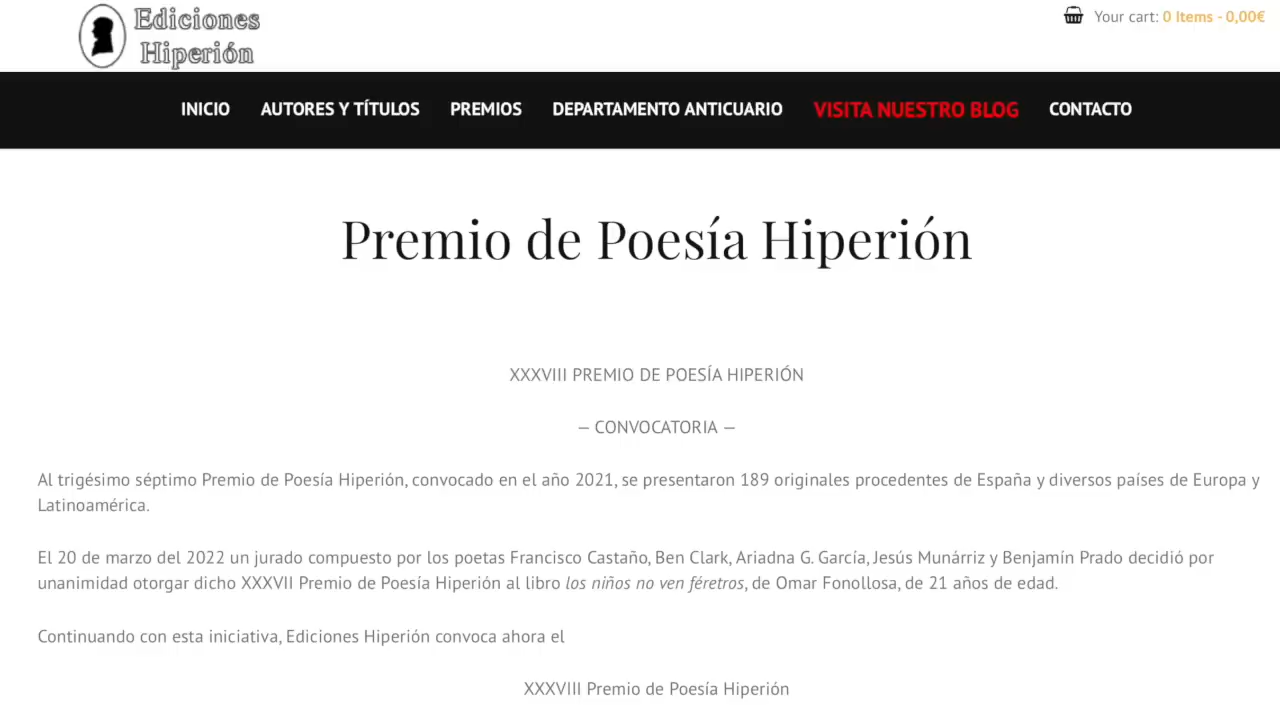 Ediciones
Hiperión
Your cart: 0 Items - 0,00€
INICIO AUTORES Y TÍTULOS PREMIOS DEPARTAMENTO ANTICUARIO VISITA NUESTRO BLOG CONTACTO
Premio de Poesía Hiperión
XXXVIII PREMIO DE POESÍA HIPERIÓN
— CONVOCATORIA —
Al trigésimo séptimo Premio de Poesía Hiperión, convocado en el año 2021, se presentaron 189 originales procedentes de España y diversos países de Europa y
Latinoamérica.
El 20 de marzo del 2022 un jurado compuesto por los poetas Francisco Castaño, Ben Clark, Ariadna G. García, Jesús Munárriz y Benjamín Prado decidió por
unanimidad otorgar dicho XXXVII Premio de Poesía Hiperión al libro los niños no ven féretros, de Omar Fonollosa, de 21 años de edad.
Continuando con esta iniciativa, Ediciones Hiperión convoca ahora el
XXXVIII Premio de Poesía Hiperión